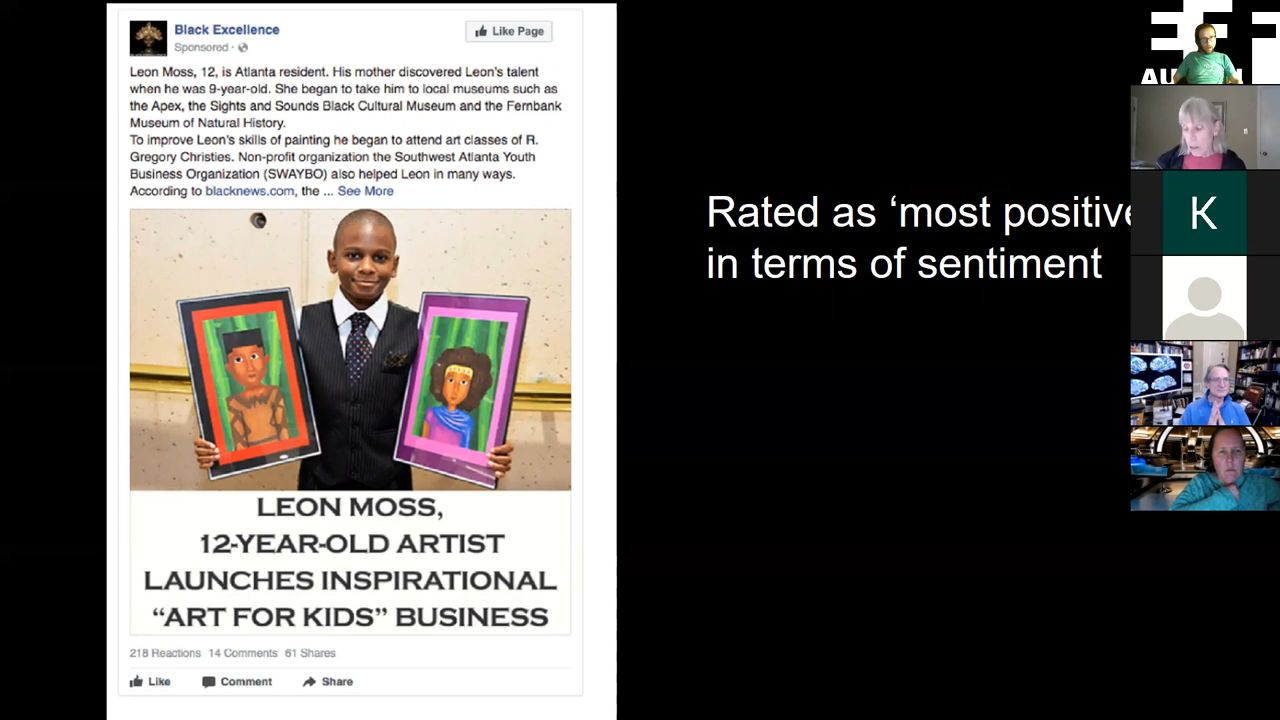 Black Excellence
Like Page
Sponsored ·
Leon Moss, 12, is Atlanta resident. His mother discovered Leon's talent
when he was 9-year-old. She began to take him to local museums such as
the Apex, the Sights and Sounds Black Cultural Museum and the Fernbank
Museum of Natural History.
To improve Leon's skills of painting he began to attend art classes of R.
Gregory Christies. Non-profit organization the Southwest Atlanta Youth
Business Organization (SWAYBO) also helped Leon in many ways.
According to blacknews.com, the ... See More
LEON MOSS,
12-YEAR-OLD ARTIST
LAUNCHES INSPIRATIONAL
“ART FOR KIDS” BUSINESS
218 Reactions 14 Comments 61 Shares
Like Comment Share
Rated as ‘most positive
in terms of sentiment
K